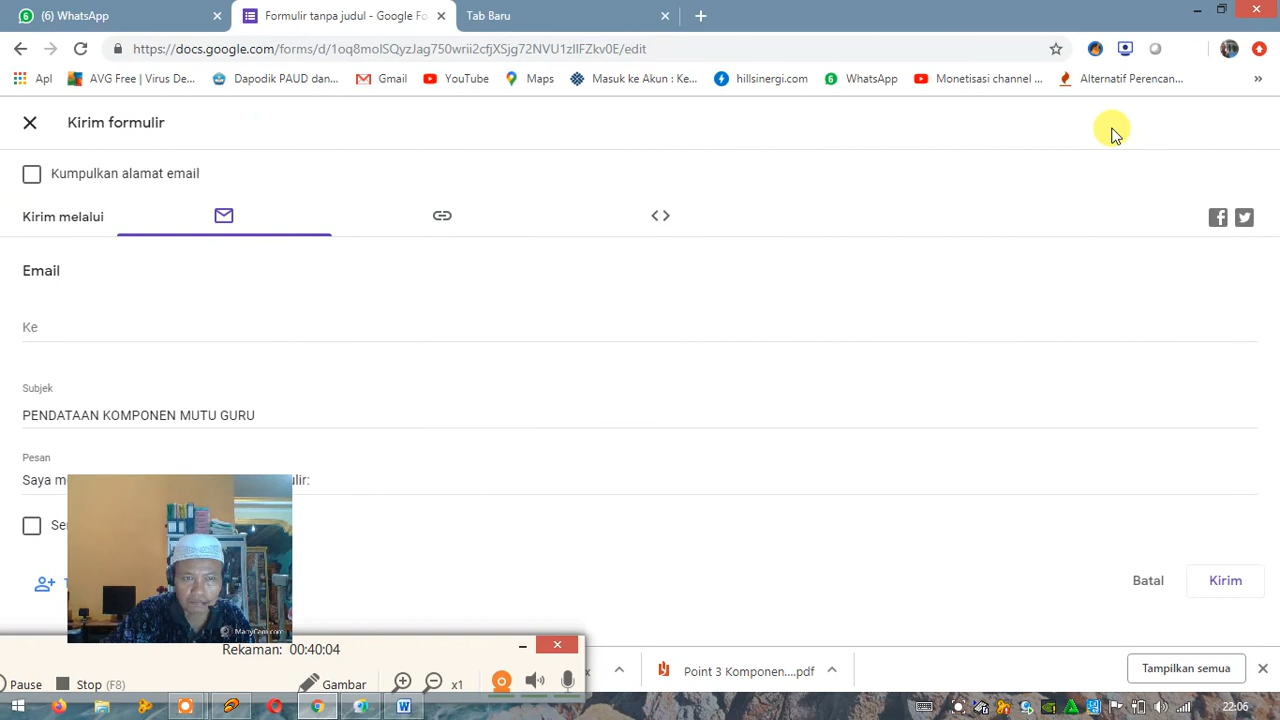 (6) WhatsApp
Formulir tanpa judul - Google Fo
Tab Baru
https://docs.google.com/forms/d/1oq8molSQyzJag750wrii2cfjXSjg72NVU1zlIFZkv0E/edit
Apl
AVG Free | Virus De...
Dapodik PAUD dan...
Gmail
YouTube
Maps
Masuk ke Akun : Ke...
hillsinergi.com
WhatsApp
Monetisasi channel ...
Alternatif Perencan...
»
Kirim formulir
Kumpulkan alamat email
Kirim melalui
Email
Ke
Subjek
PENDATAAN KOMPONEN MUTU GURU
Pesan
Saya
Batal
Kirim
ManyCam.com
Rekaman: 00:40:04
Pause
Stop (F8)
Gambar
x1
Point 3 Komponen....pdf
Tampilkan semua
22:06